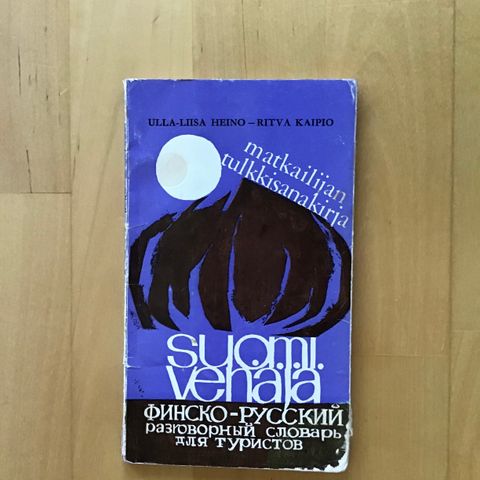 ULLA-LIISA HEINO – RITVA KAIPIO
matkailijan
tulkkisanakirja
suomi.
venäjä
ФИНСКО-РУССКИЙ
разговорный словарь
для туристов